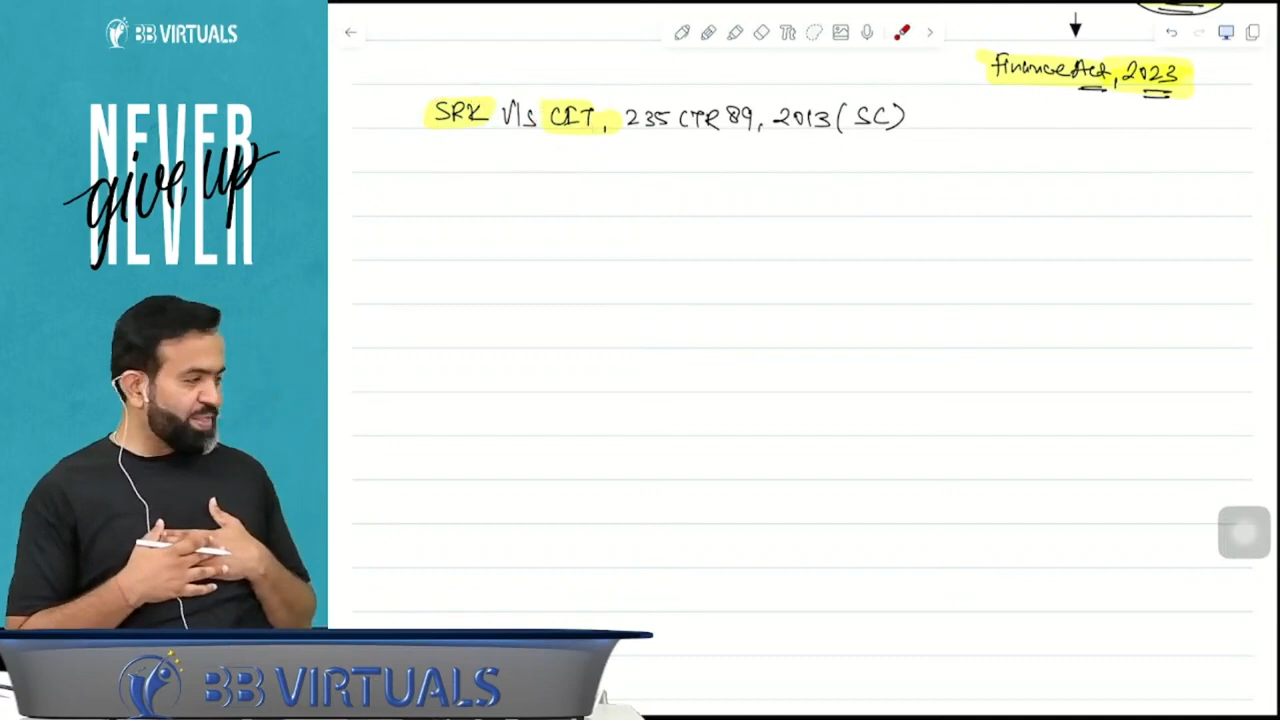 BB VIRTUALS
NEVER
give up
NEVER
Finance Act, 2023
SRK V/s CIT, 235 CTR 89, 2013 (SC)
BB VIRTUALS